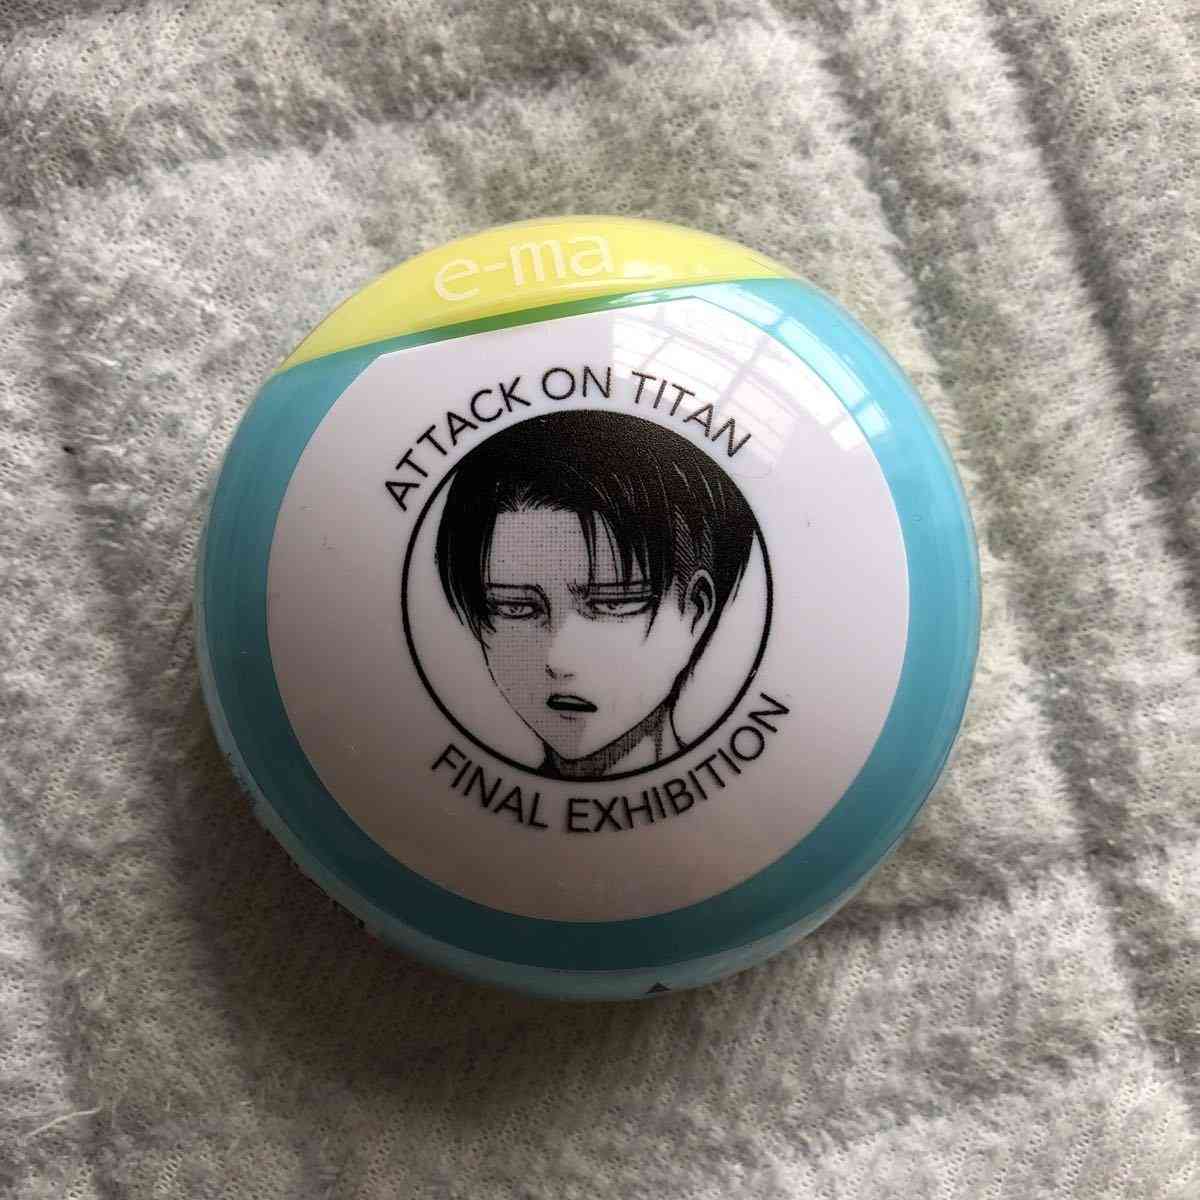 e-ma
ATTACK ON TITAN
FINAL EXHIBITION